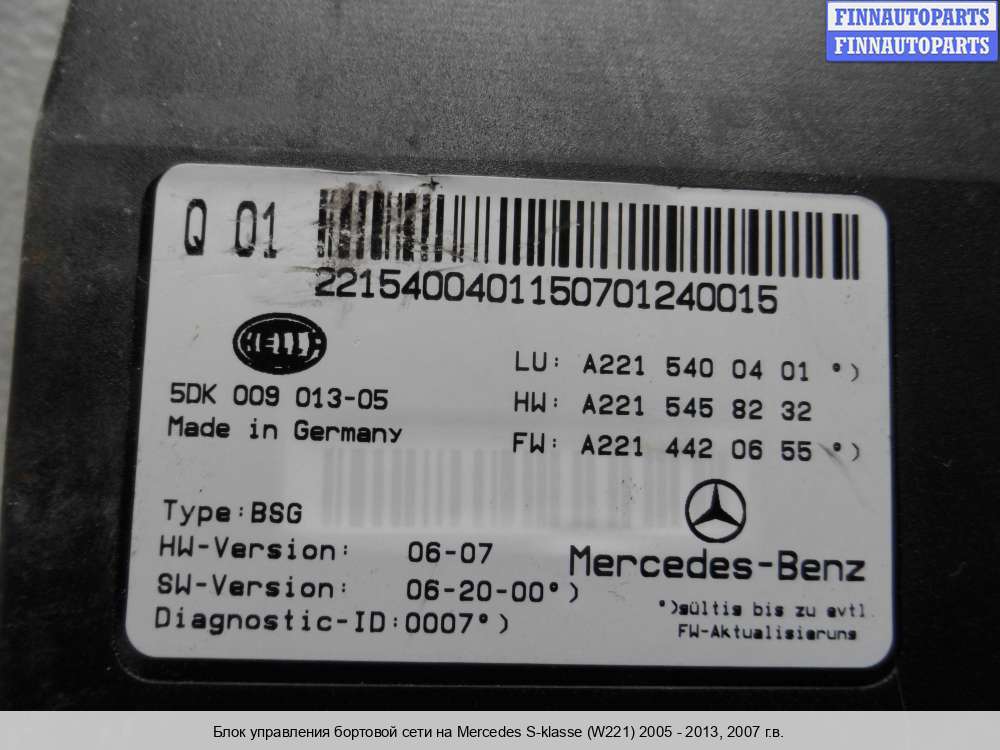 FINNAUTOPARTS
FINNAUTOPARTS
Q 01
2215400401150701240015
HELLA
5DK 009 013-05
Made in Germany
LU: A221 540 04 01 *)
HW: A221 545 82 32
FW: A221 442 06 55 *)
Type:BSG
HW-Version: 06-07
SW-Version: 06-20-00*)
Diagnostic-ID:0007*)
Mercedes-Benz
*)gültig bis zu evtl.
FW-Aktualisierung
Блок управления бортовой сети на Mercedes S-klasse (W221) 2005 - 2013, 2007 г.в.